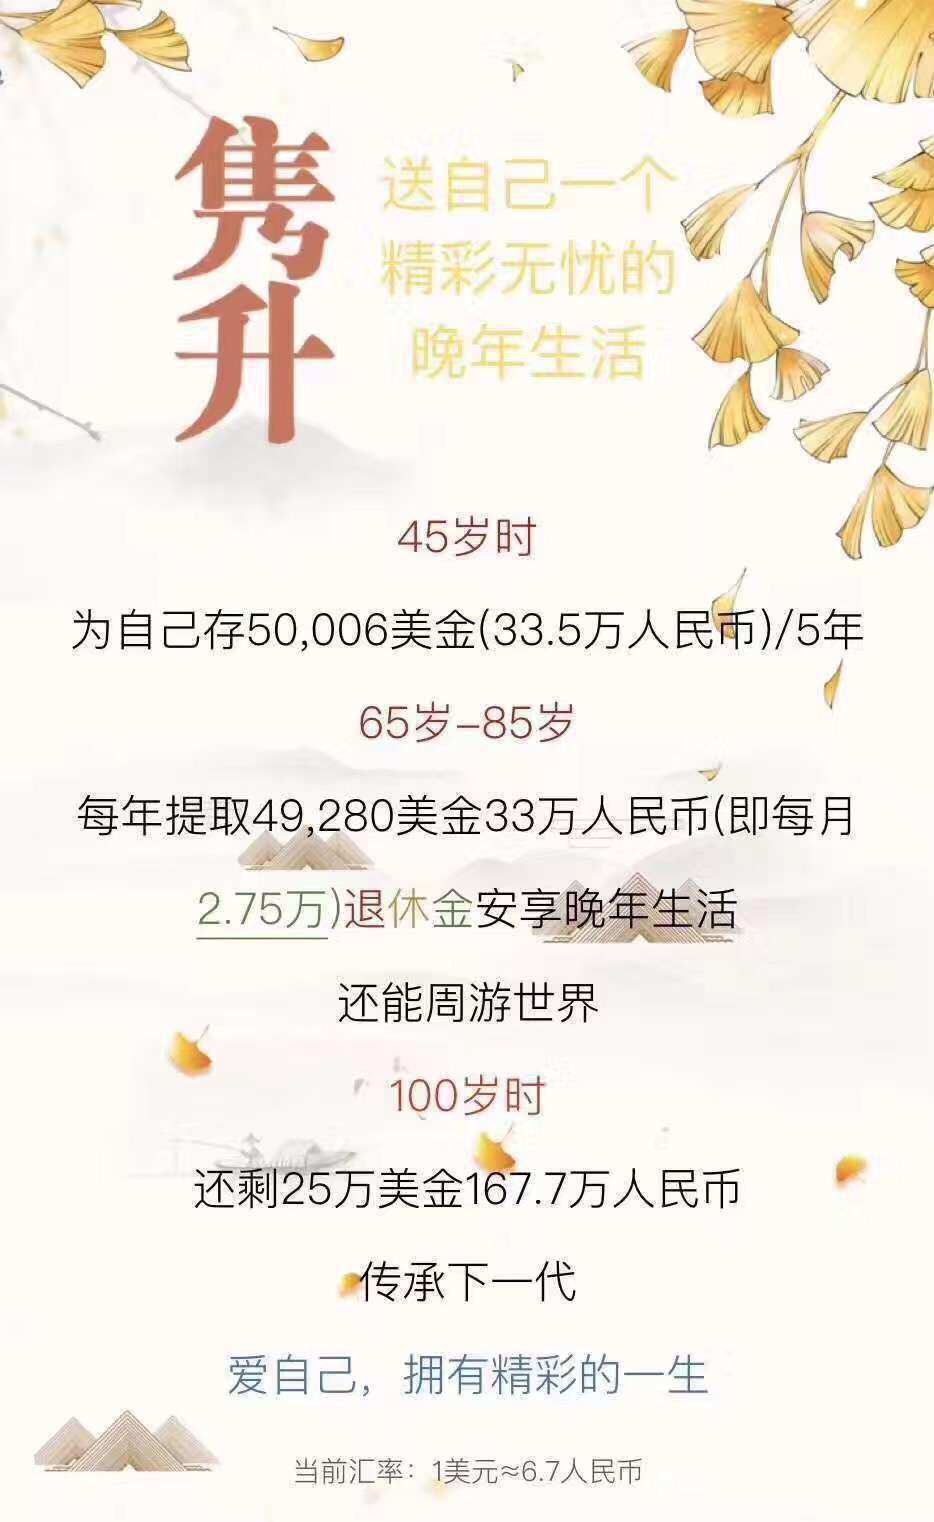 隽升
送自己一个
精彩无忧的
晚年生活
45岁时
为自己存50,006美金(33.5万人民币)/5年
65岁-85岁
每年提取49,280美金33万人民币(即每月
2.75万)退休金安享晚年生活
还能周游世界
100岁时
还剩25万美金167.7万人民币
传承下一代
爱自己，拥有精彩的一生
当前汇率：1美元≈6.7人民币